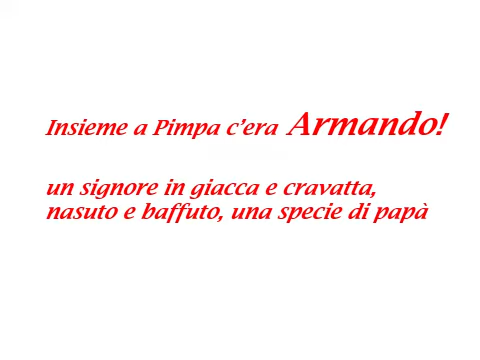 Insieme a Pimpa c'era Armando!
un signore in giacca e cravatta,
nasuto e baffuto, una specie di papà